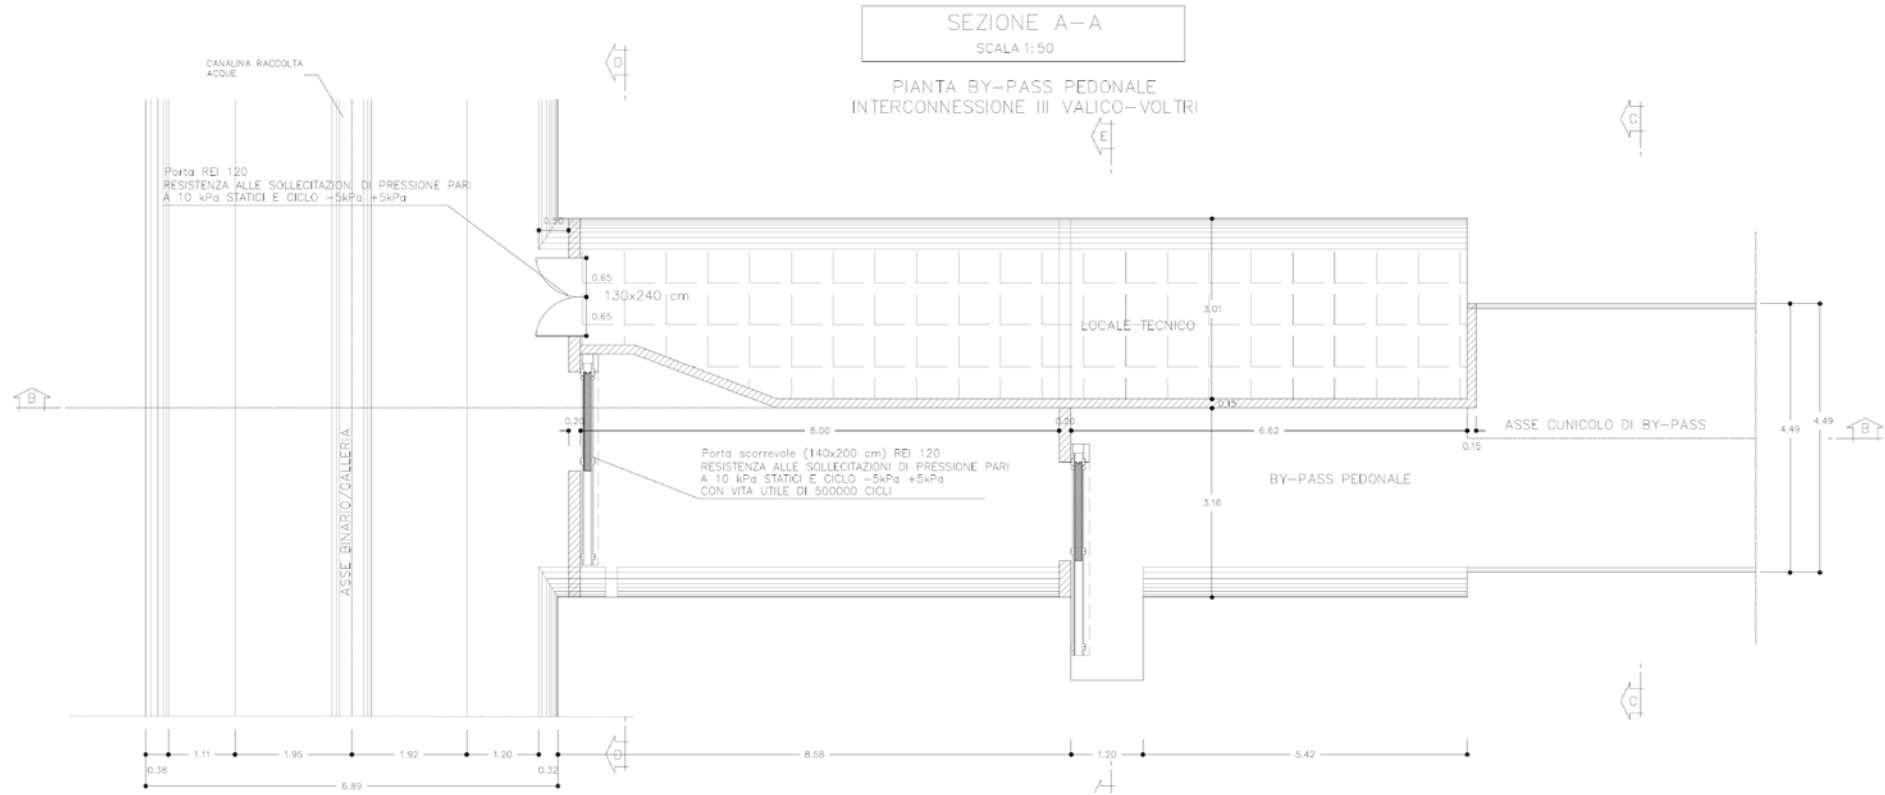 SEZIONE A-A
SCALA 1:50
PIANTA BY-PASS PEDONALE
INTERCONNESSIONE III VALICO-VOLTRI
CANALINA RACCOLTA
ACQUE
D
E
C
Porta REI 120
RESISTENZA ALLE SOLLECITAZIONI DI PRESSIONE PARI
A 10 kPa STATICI E CICLO -5kPa +5kPa
0.50
0.65
130x240 cm
0.65
3.01
LOCALE TECNICO
B
0.15
0.20
8.00
0.20
6.62
0.15
ASSE CUNICOLO DI BY-PASS
4.49
4.49
B
Porta scorrevole (140x200 cm) REI 120
RESISTENZA ALLE SOLLECITAZIONI DI PRESSIONE PARI
A 10 kPa STATICI E CICLO -5kPa +5kPa
CON VITA UTILE DI 500000 CICLI
BY-PASS PEDONALE
3.16
ASSE BINARIO/GALLERIA
C
D
0.38
1.11
1.95
1.92
1.20
0.32
8.58
1.20
5.42
6.89